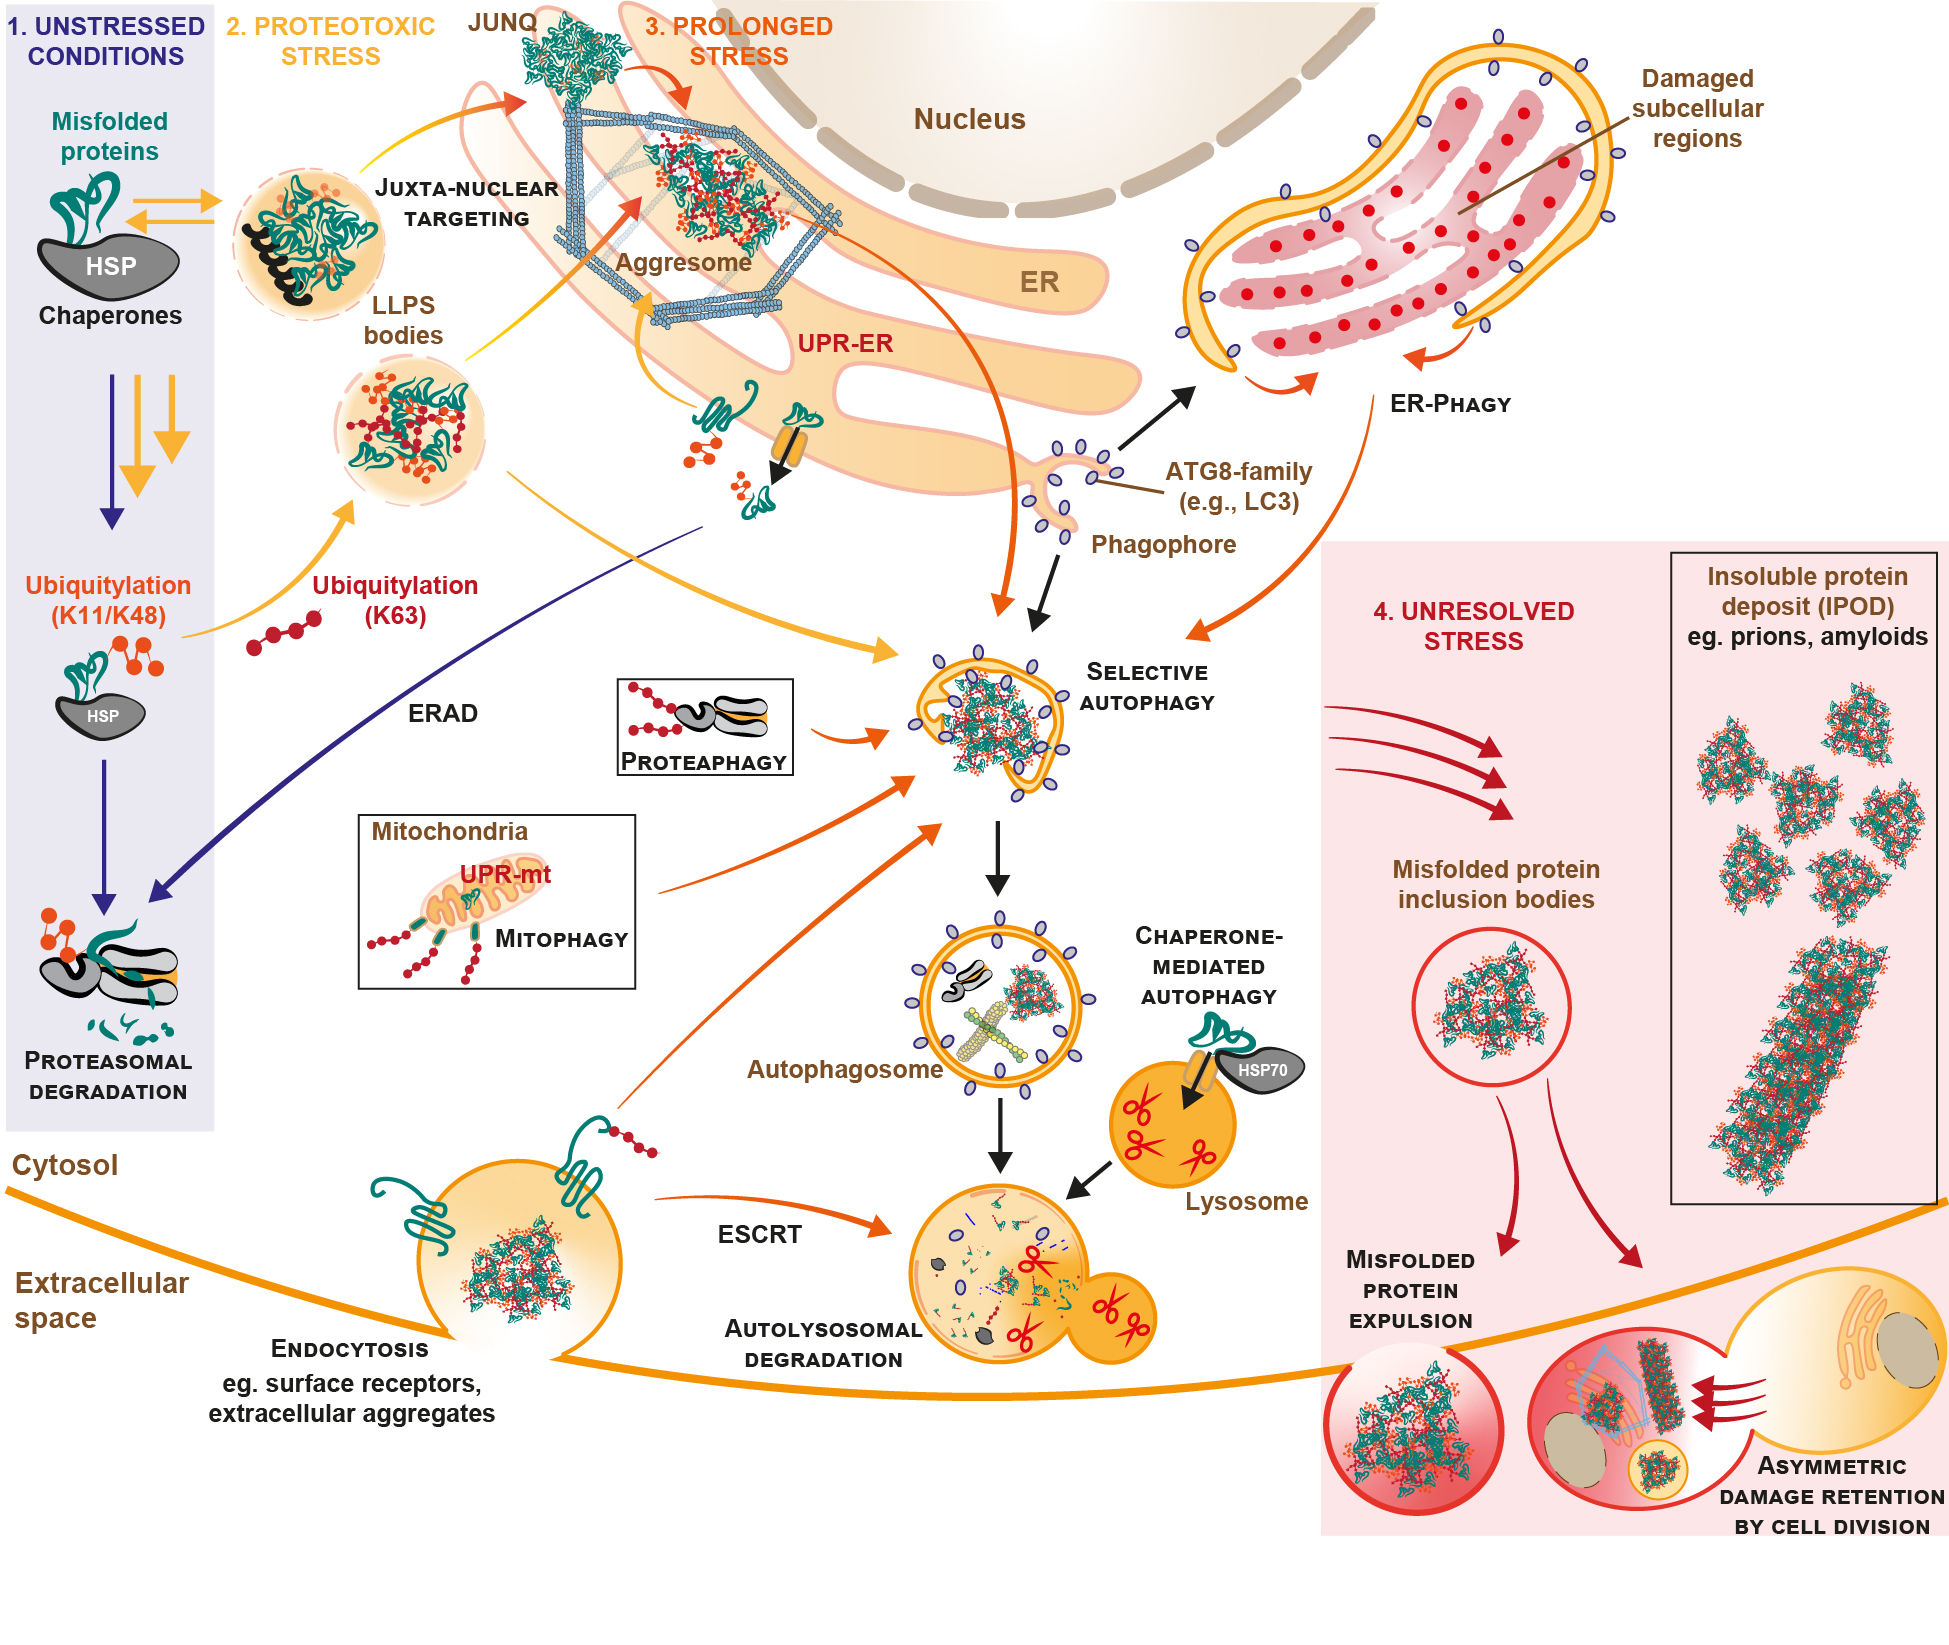 1. UNSTRESSED
CONDITIONS
2. PROTEOTOXIC
STRESS
JUNQ
3. PROLONGED
STRESS
Nucleus
Damaged
subcellular
regions
Misfolded
proteins
HSP
Chaperones
JUXTA-NUCLEAR
TARGETING
Aggresome
ER
LLPS
bodies
UPR-ER
ER-PHAGY
ATG8-family
(e.g., LC3)
Phagophore
Ubiquitylation
(K11/K48)
Ubiquitylation
(K63)
HSP
ERAD
SELECTIVE
AUTOPHAGY
PROTEAPHAGY
Mitochondria
UPR-mt
MITOPHAGY
4. UNRESOLVED
STRESS
Insoluble protein
deposit (IPOD)
eg. prions, amyloids
Misfolded protein
inclusion bodies
CHAPERONE-
MEDIATED
AUTOPHAGY
HSP70
Autophagosome
Lysosome
PROTEASOMAL
DEGRADATION
Cytosol
Extracellular
space
ESCRT
ENDOCYTOSIS
eg. surface receptors,
extracellular aggregates
AUTOLYSOSOMAL
DEGRADATION
MISFOLDED
PROTEIN
EXPULSION
ASYMMETRIC
DAMAGE RETENTION
BY CELL DIVISION